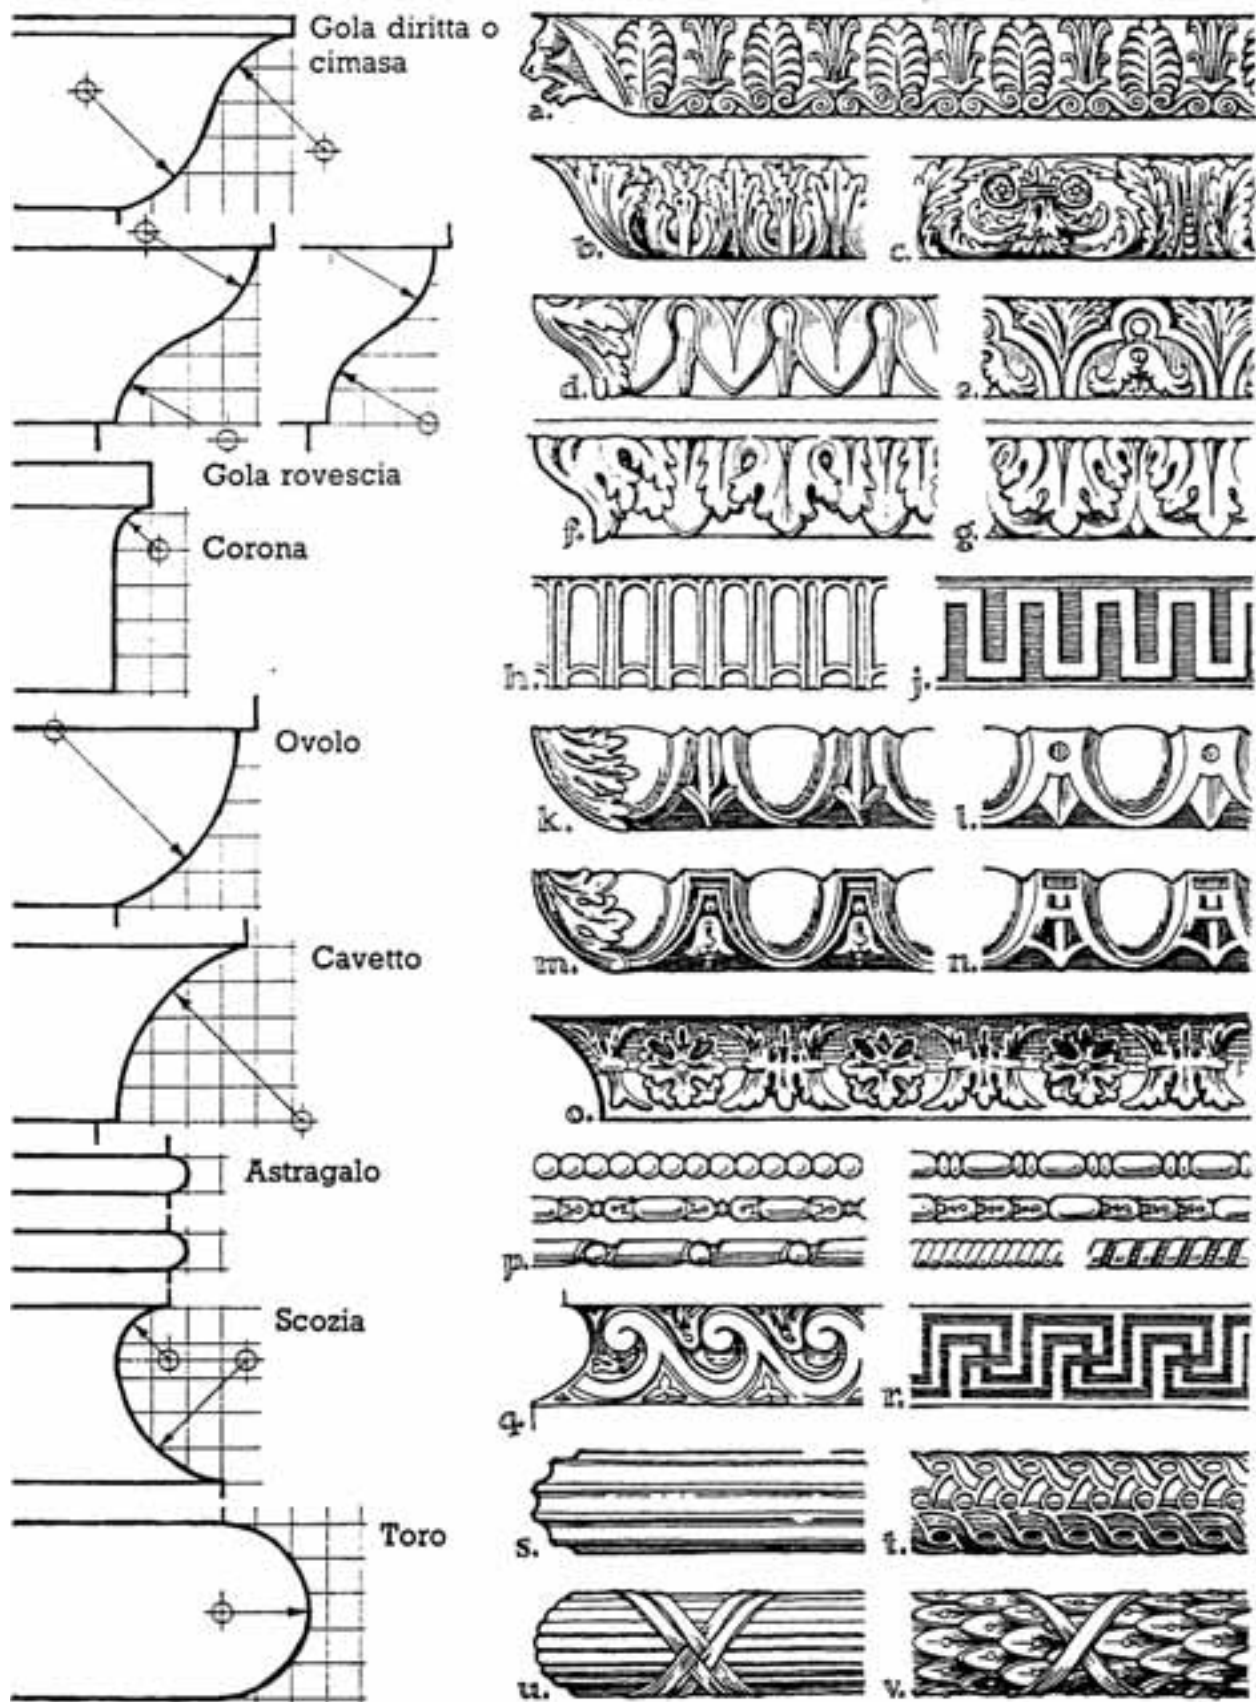 Gola diritta o
cimasa
a.
b.
c.
d.
e.
Gola rovescia
f.
g.
Corona
h.
j.
Ovolo
k.
l.
Cavetto
m.
n.
o.
Astragalo
p.
Scozia
q.
r.
Toro
s.
t.
u.
v.